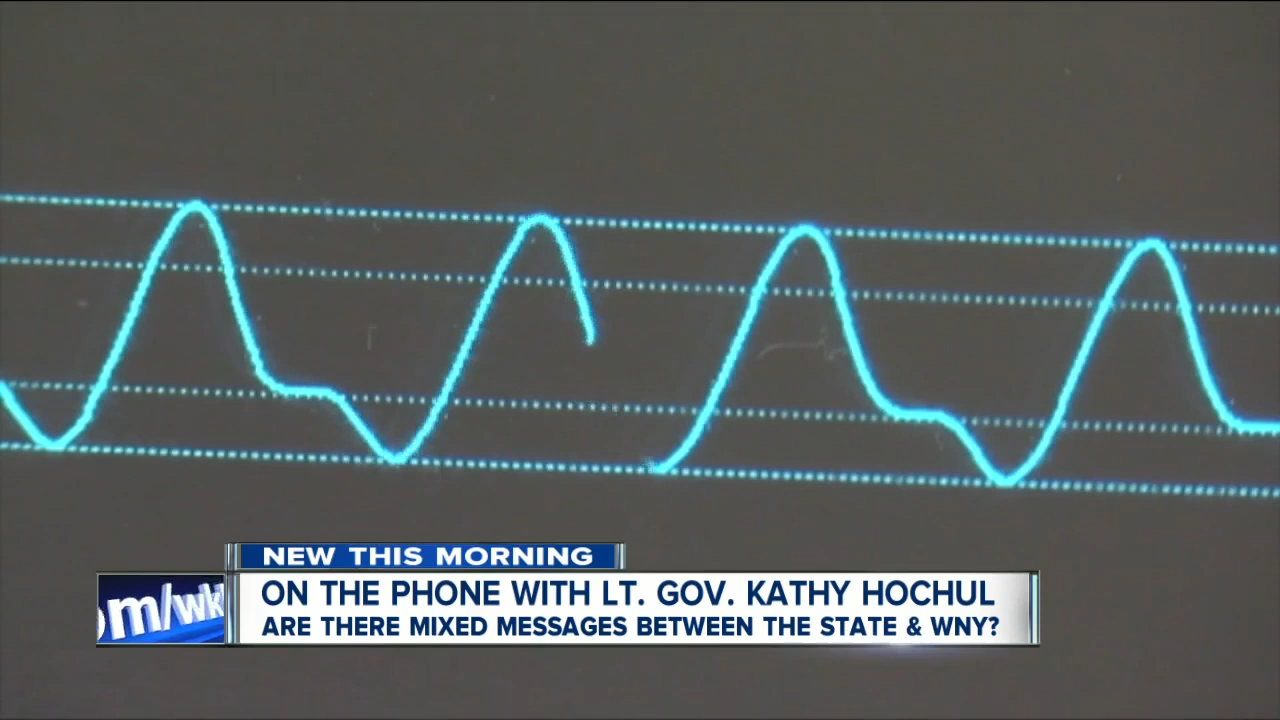 NEW THIS MORNING
ON THE PHONE WITH LT. GOV. KATHY HOCHUL
ARE THERE MIXED MESSAGES BETWEEN THE STATE & WNY?